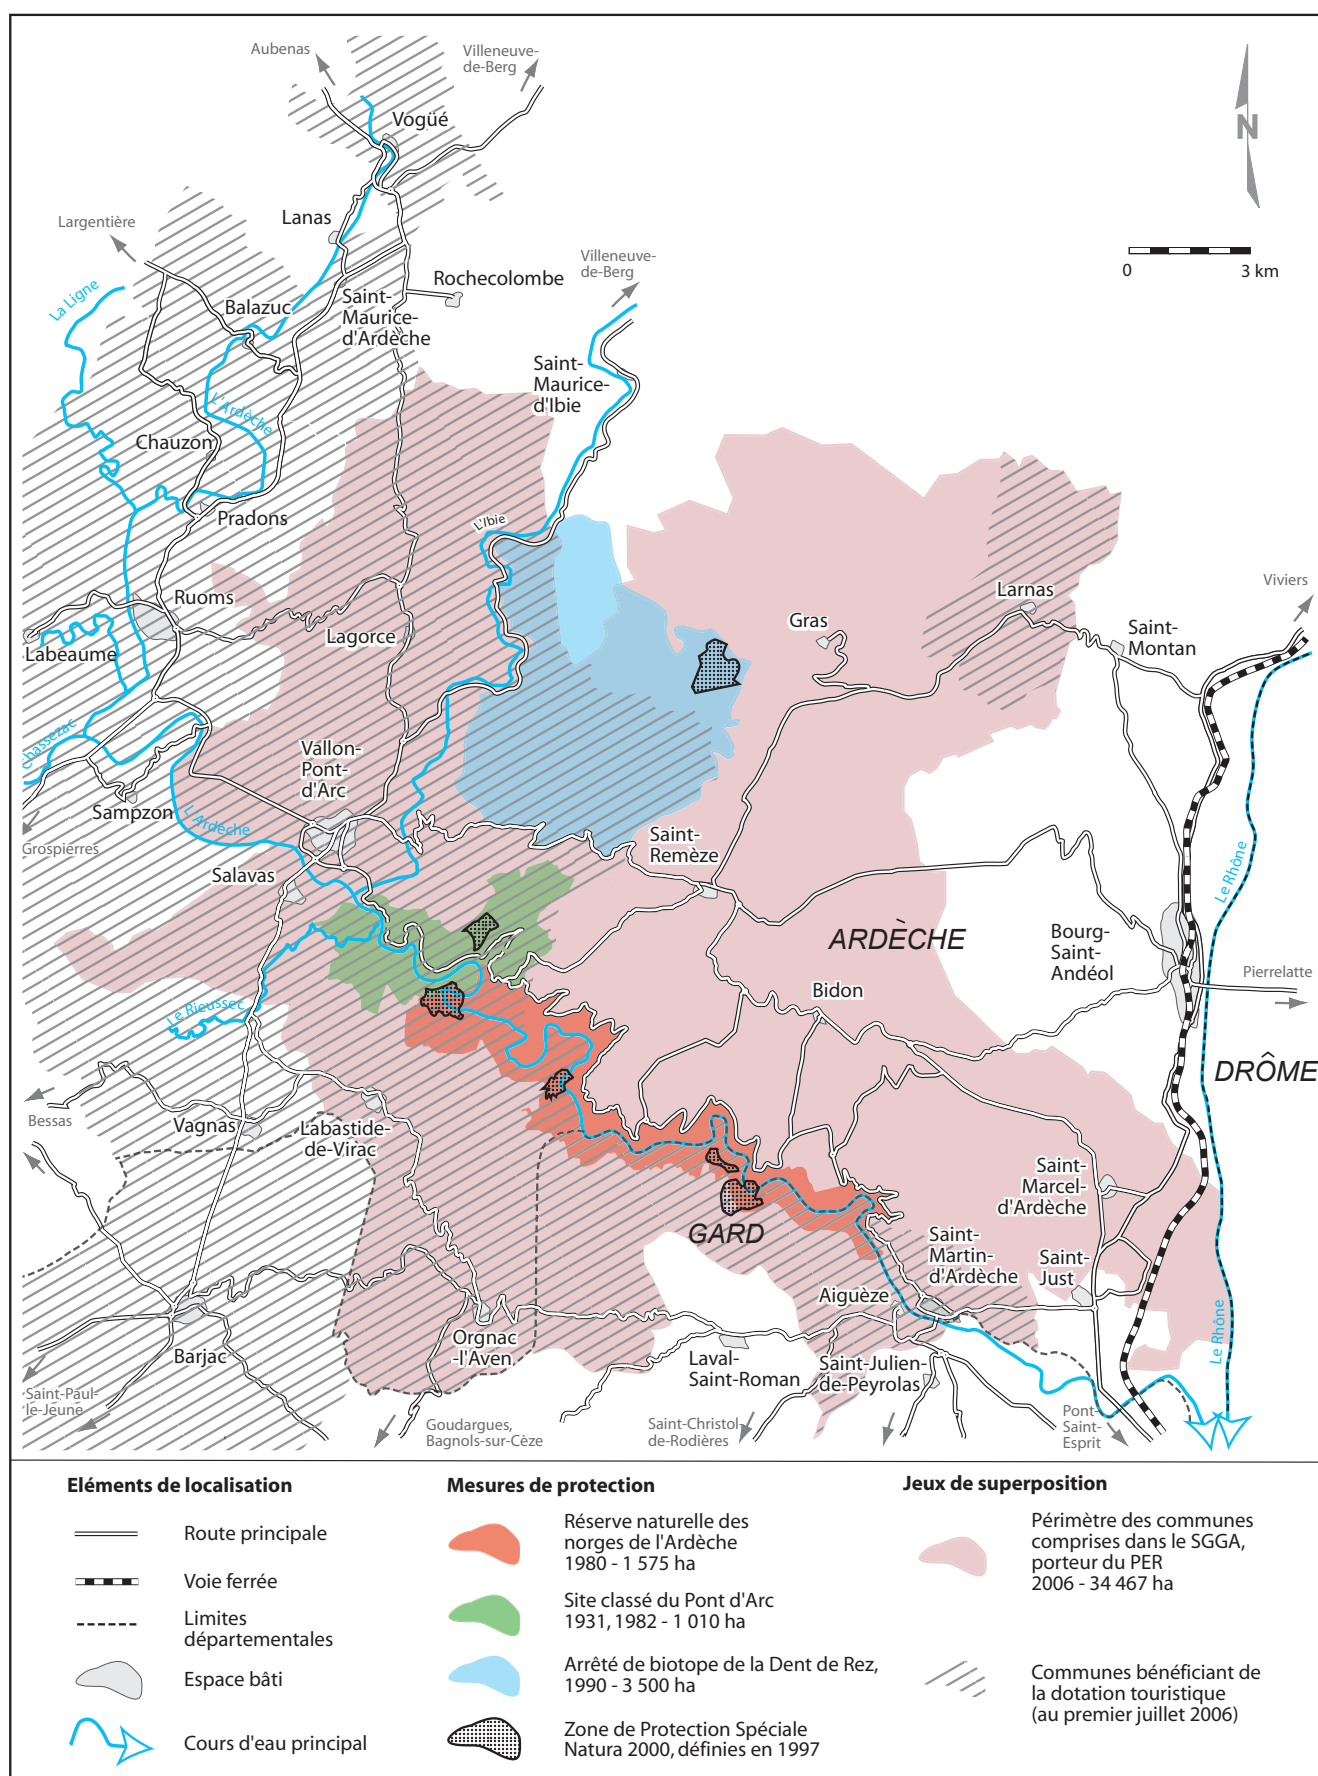 Aubenas
Villeneuve-
de-Berg
Vogüé
N
Lanas
Largentière
Villeneuve-
de-Berg
0
3 km
Rochecolombe
La Ligne
Balazuc
Saint-
Maurice-
d'Ardèche
Saint-
Maurice-
d'Ibie
L'Ardèche
Chauzon
Pradons
L'Ibie
Viviers
Ruoms
Larnas
Lagorce
Gras
Saint-
Montan
Labeaume
Chassezac
Vallon-
Pont-
d'Arc
Sampzon
L'Ardèche
Grospierres
Saint-
Remèze
Le Rhône
Salavas
ARDÈCHE
Bourg-
Saint-
Andéol
Pierrelatte
Bidon
Le Rieussec
DRÔME
Bessas
Vagnas
Labastide-
de-Virac
Saint-
Marcel-
d'Ardèche
GARD
Saint-
Martin-
d'Ardèche
Saint-
Just
Aiguèze
Le Rhône
Barjac
Orgnac
-l'Aven
Laval-
Saint-Roman
Saint-Julien-
de-Peyrolas
Saint-Paul-
le-Jeune
Goudargues,
Bagnols-sur-Cèze
Saint-Christol
de-Rodières
Pont-
Saint-
Esprit
Eléments de localisation
Route principale
Voie ferrée
Limites
départementales
Espace bâti
Cours d'eau principal
Mesures de protection
Réserve naturelle des
norges de l'Ardèche
1980 - 1 575 ha
Site classé du Pont d'Arc
1931, 1982 - 1 010 ha
Arrêté de biotope de la Dent de Rez,
1990 - 3 500 ha
Zone de Protection Spéciale
Natura 2000, définies en 1997
Jeux de superposition
Périmètre des communes
comprises dans le SGGA,
porteur du PER
2006 - 34 467 ha
Communes bénéficiant de
la dotation touristique
(au premier juillet 2006)